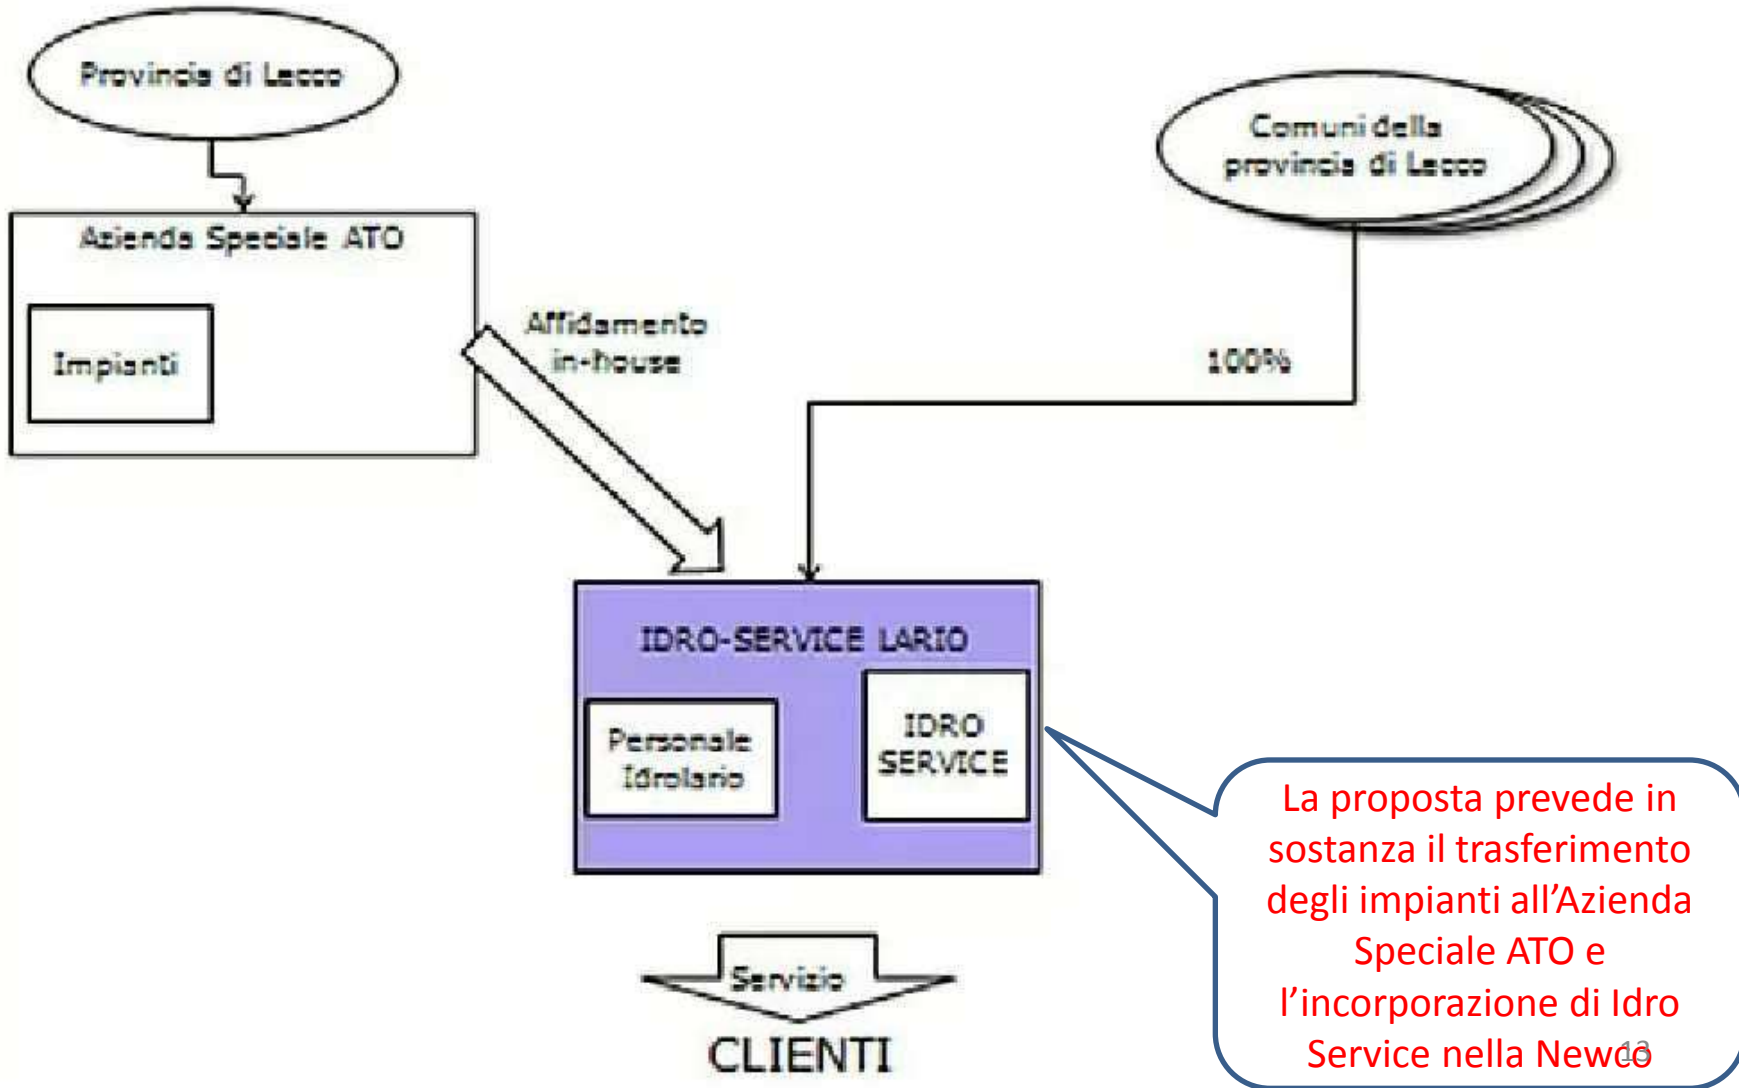 Provincia di Lecco
Comuni della
provincia di Lecco
Azienda Speciale ATO
Impianti
Affidamento
in-house
100%
IDRO-SERVICE LARIO
Personale
Idrolario
IDRO
SERVICE
La proposta prevede in
sostanza il trasferimento
degli impianti all’Azienda
Speciale ATO e
l’incorporazione di Idro
Service nella Newco
13
Servizio
CLIENTI